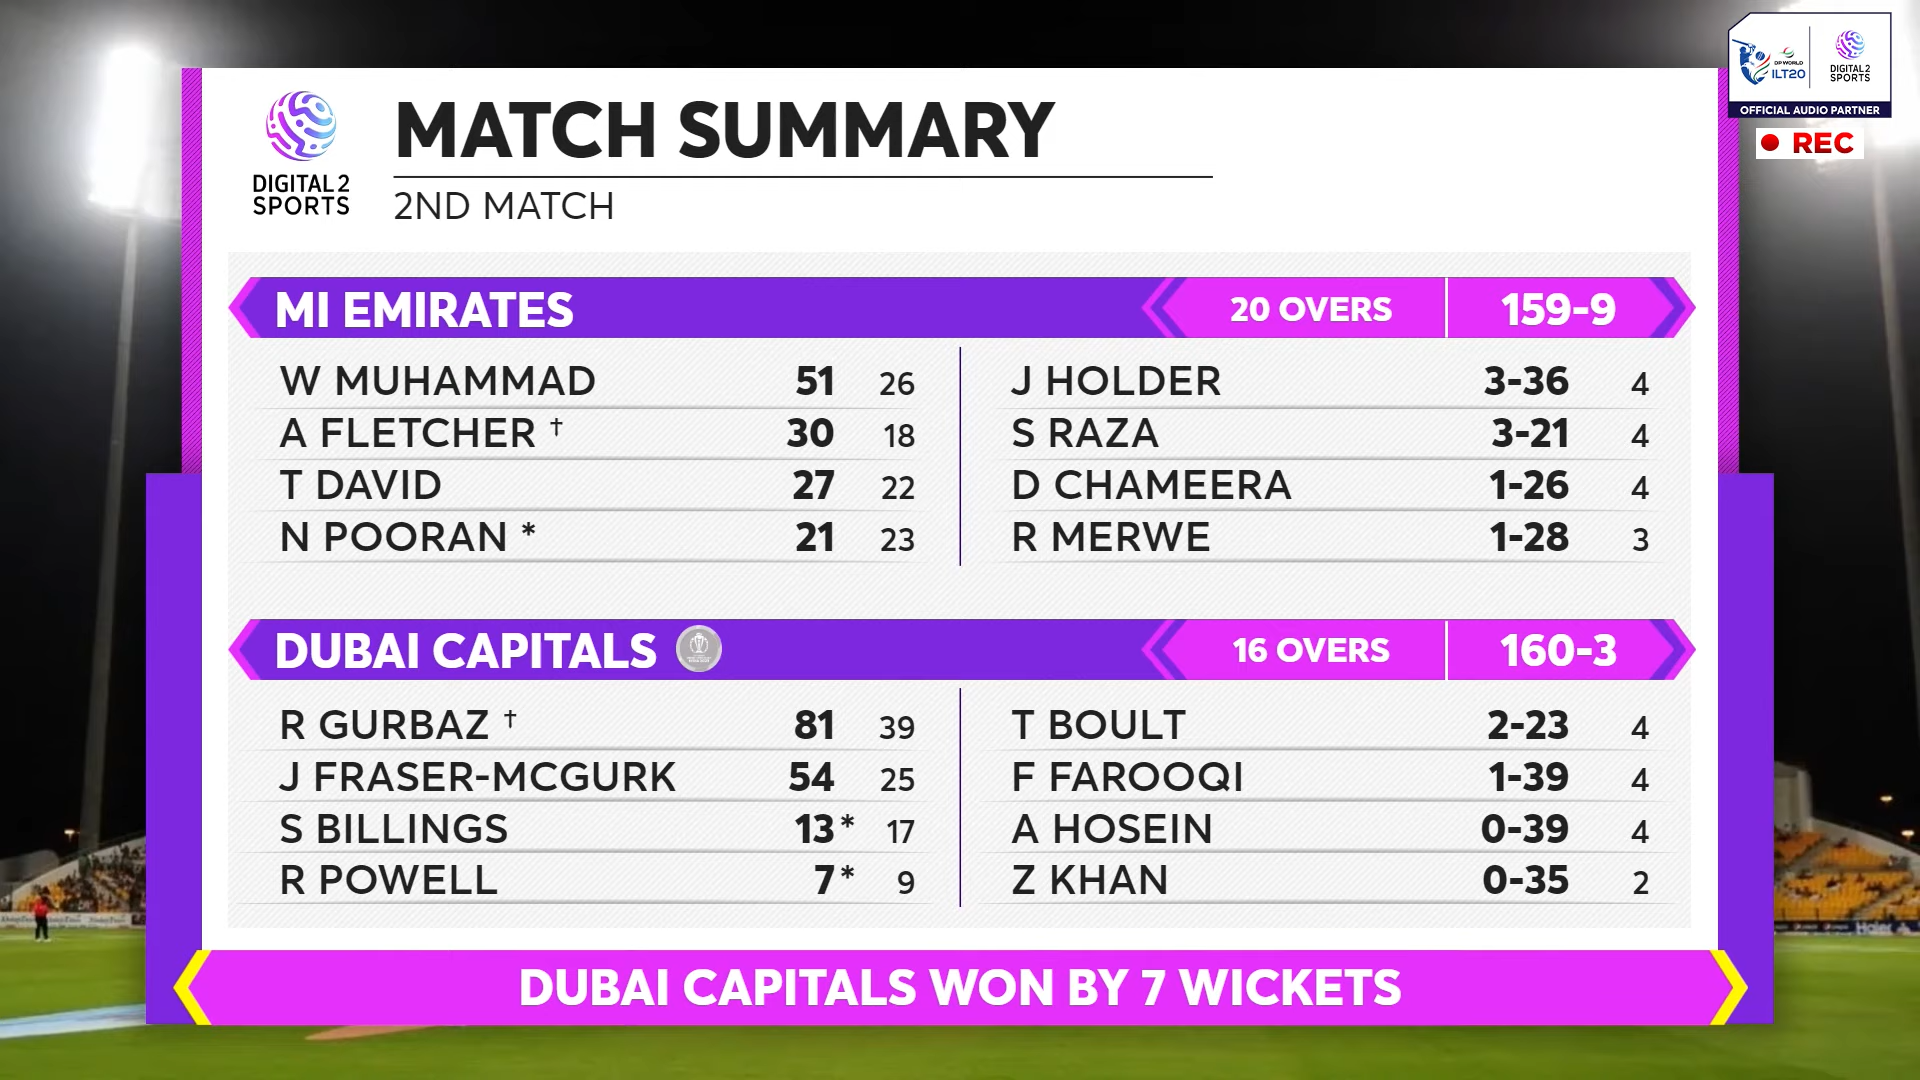 DP WORLD
ILT20
DIGITAL 2
SPORTS
OFFICIAL AUDIO PARTNER
REC
DIGITAL 2
SPORTS
MATCH SUMMARY
2ND MATCH
MI EMIRATES 20 OVERS 159-9
W MUHAMMAD 51 26 J HOLDER 3-36 4
A FLETCHER † 30 18 S RAZA 3-21 4
T DAVID 27 22 D CHAMEERA 1-26 4
N POORAN * 21 23 R MERWE 1-28 3
DUBAI CAPITALS 16 OVERS 160-3
R GURBAZ † 81 39 T BOULT 2-23 4
J FRASER-MCGURK 54 25 F FAROOQI 1-39 4
S BILLINGS 13* 17 A HOSEIN 0-39 4
R POWELL 7* 9 Z KHAN 0-35 2
Haier
DUBAI CAPITALS WON BY 7 WICKETS